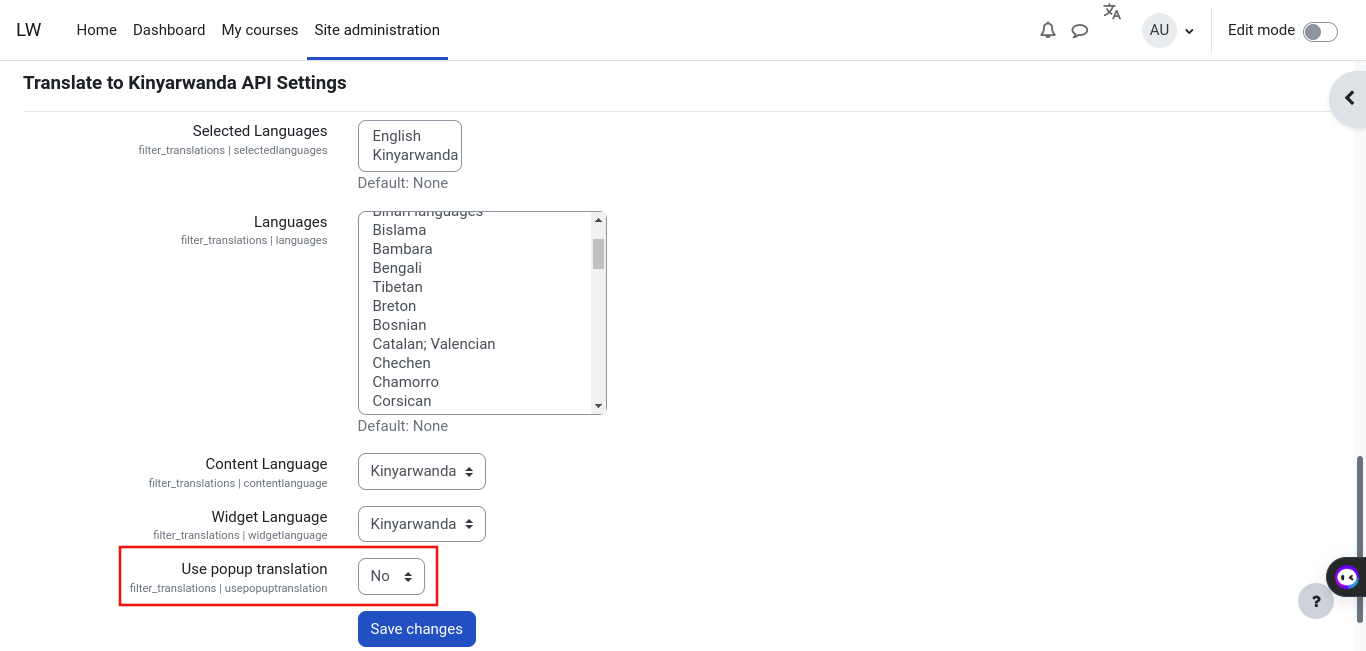 LW Home Dashboard My courses Site administration AU Edit mode
Translate to Kinyarwanda API Settings
Selected Languages
filter_translations | selectedlanguages
English
Kinyarwanda
Default: None
Languages
filter_translations | languages
Bihari languages
Bislama
Bambara
Bengali
Tibetan
Breton
Bosnian
Catalan; Valencian
Chechen
Chamorro
Corsican
Default: None
Content Language
filter_translations | contentlanguage
Kinyarwanda
Widget Language
filter_translations | widgetlanguage
Kinyarwanda
Use popup translation
filter_translations | usepopuptranslation
No
Save changes
?